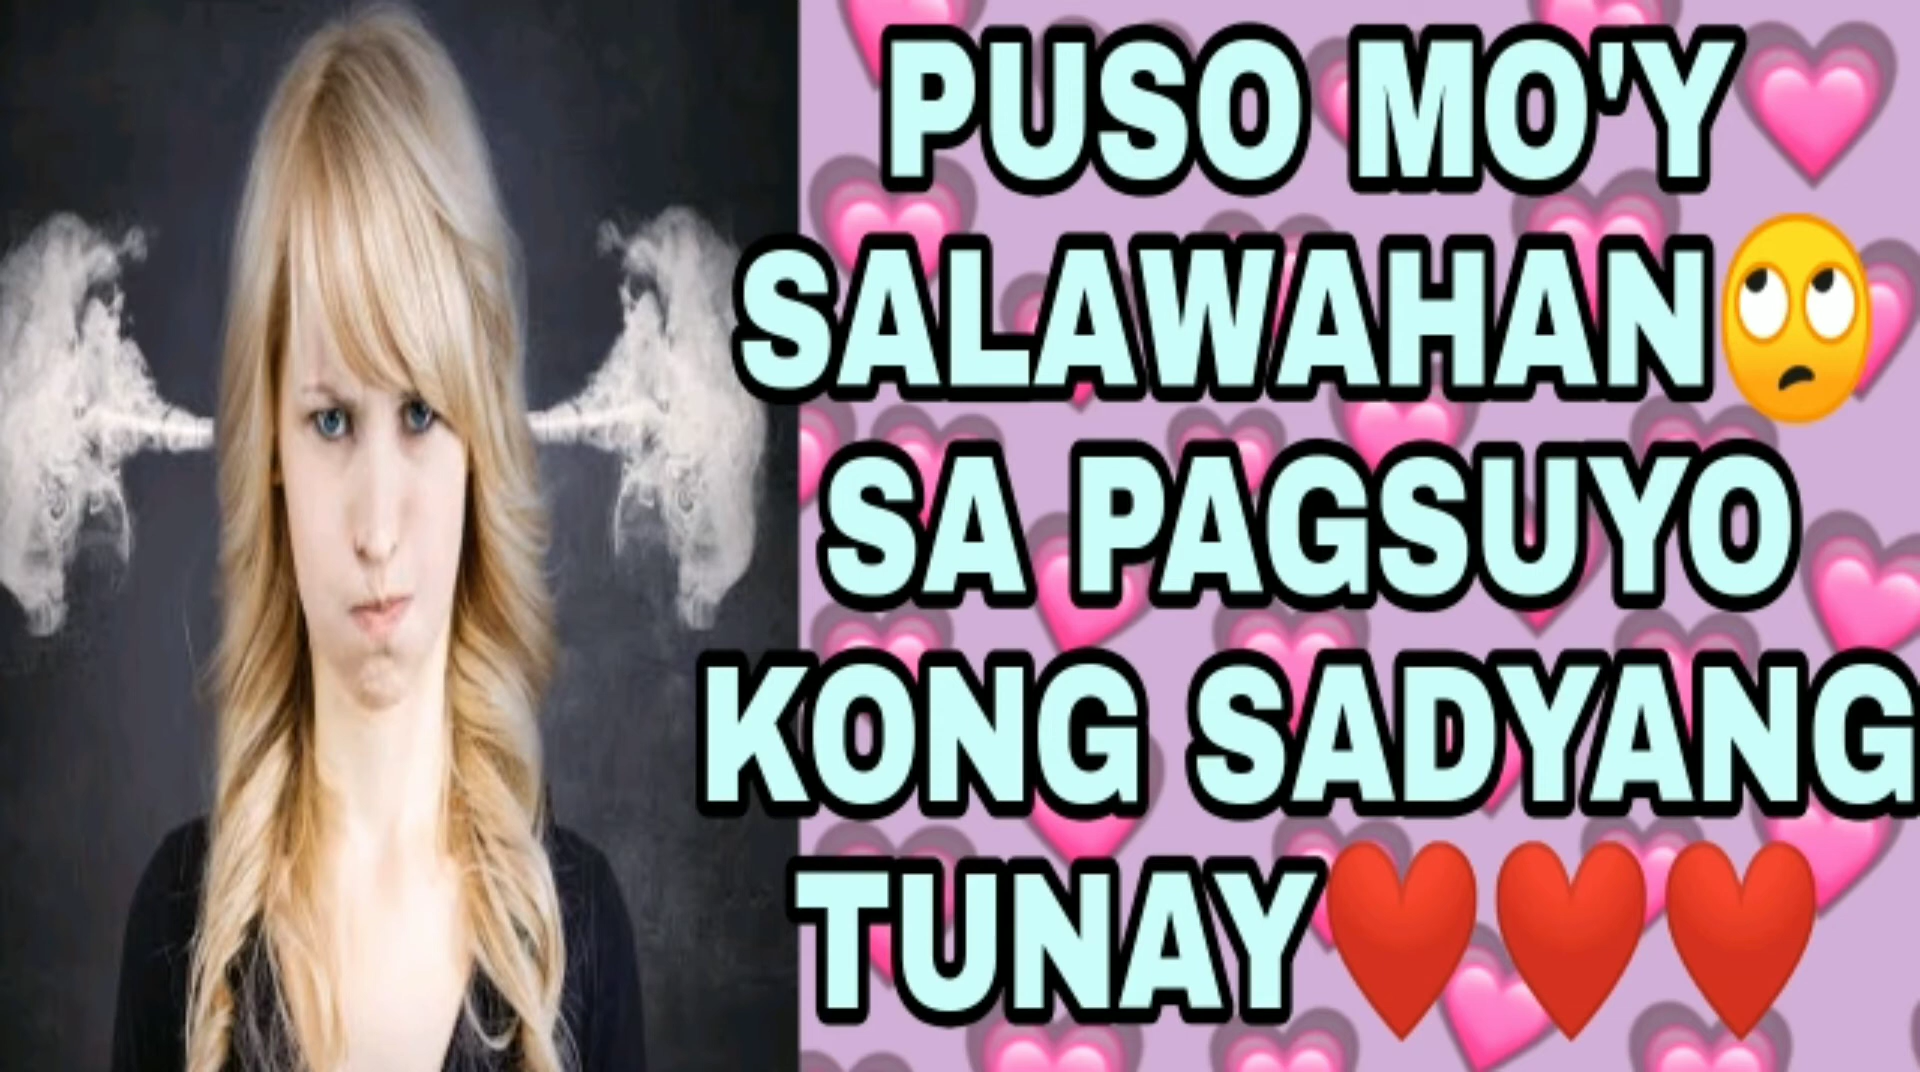 PUSO MO'Y💗
SALAWAHAN🙄
SA PAGSUYO
KONG SADYANG
TUNAY❤️❤️❤️